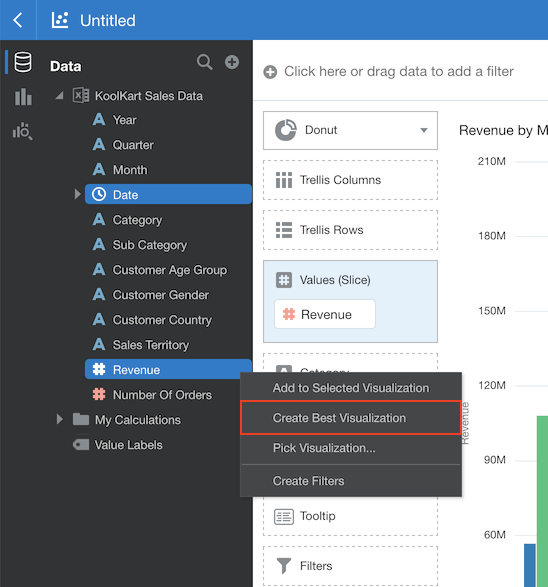 Untitled
Data
KoolKart Sales Data
A Year
A Quarter
A Month
Date
A Category
A Sub Category
A Customer Age Group
A Customer Gender
A Customer Country
A Sales Territory
# Revenue
# Number Of Orders
My Calculations
Value Labels
Click here or drag data to add a filter
Donut
Trellis Columns
Trellis Rows
# Values (Slice)
# Revenue
A Category
Add to Selected Visualization
Create Best Visualization
Pick Visualization...
Create Filters
Tooltip
Filters
Revenue by M
210M
180M
150M
120M
90M
60M
Revenue